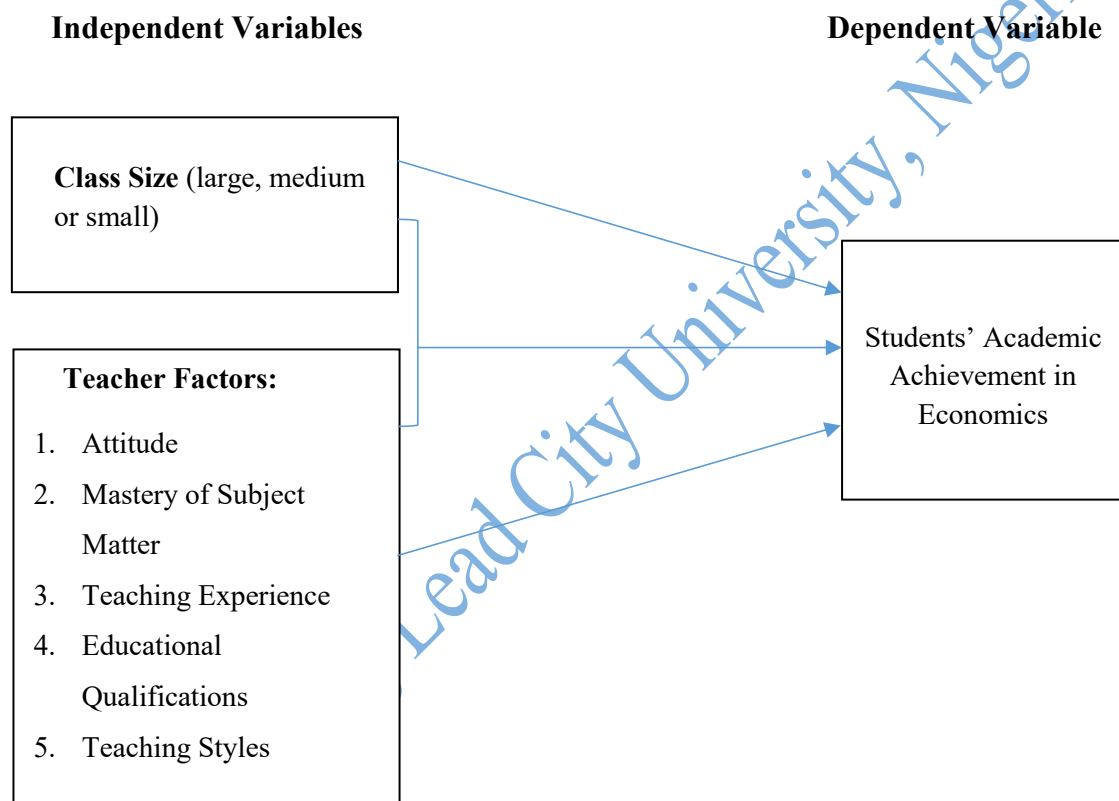 Independent Variables
Dependent Variable
Class Size (large, medium
or small)
Teacher Factors:
1. Attitude
2. Mastery of Subject
Matter
3. Teaching Experience
4. Educational
Qualifications
5. Teaching Styles
Students’ Academic
Achievement in
Economics
Lead City University,